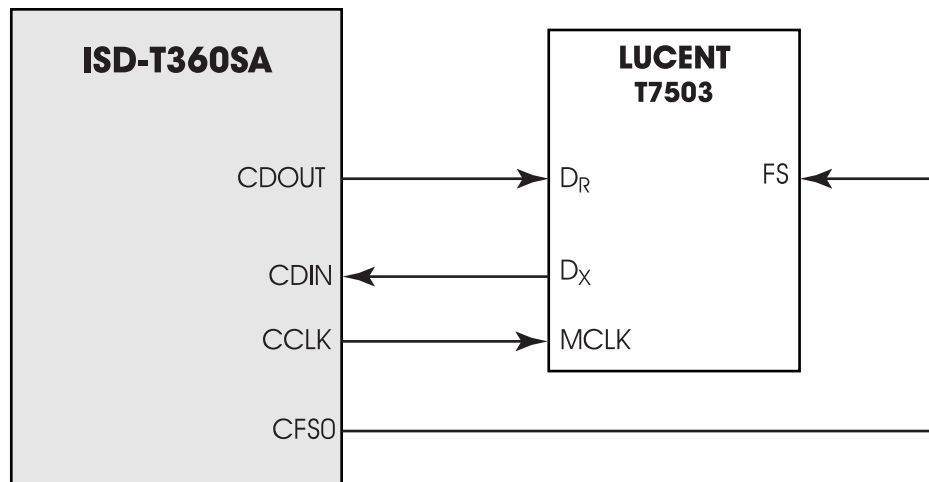 ISD-T360SA
LUCENT
T7503
CDOUT
DR
FS
CDIN
DX
CCLK
MCLK
CFS0